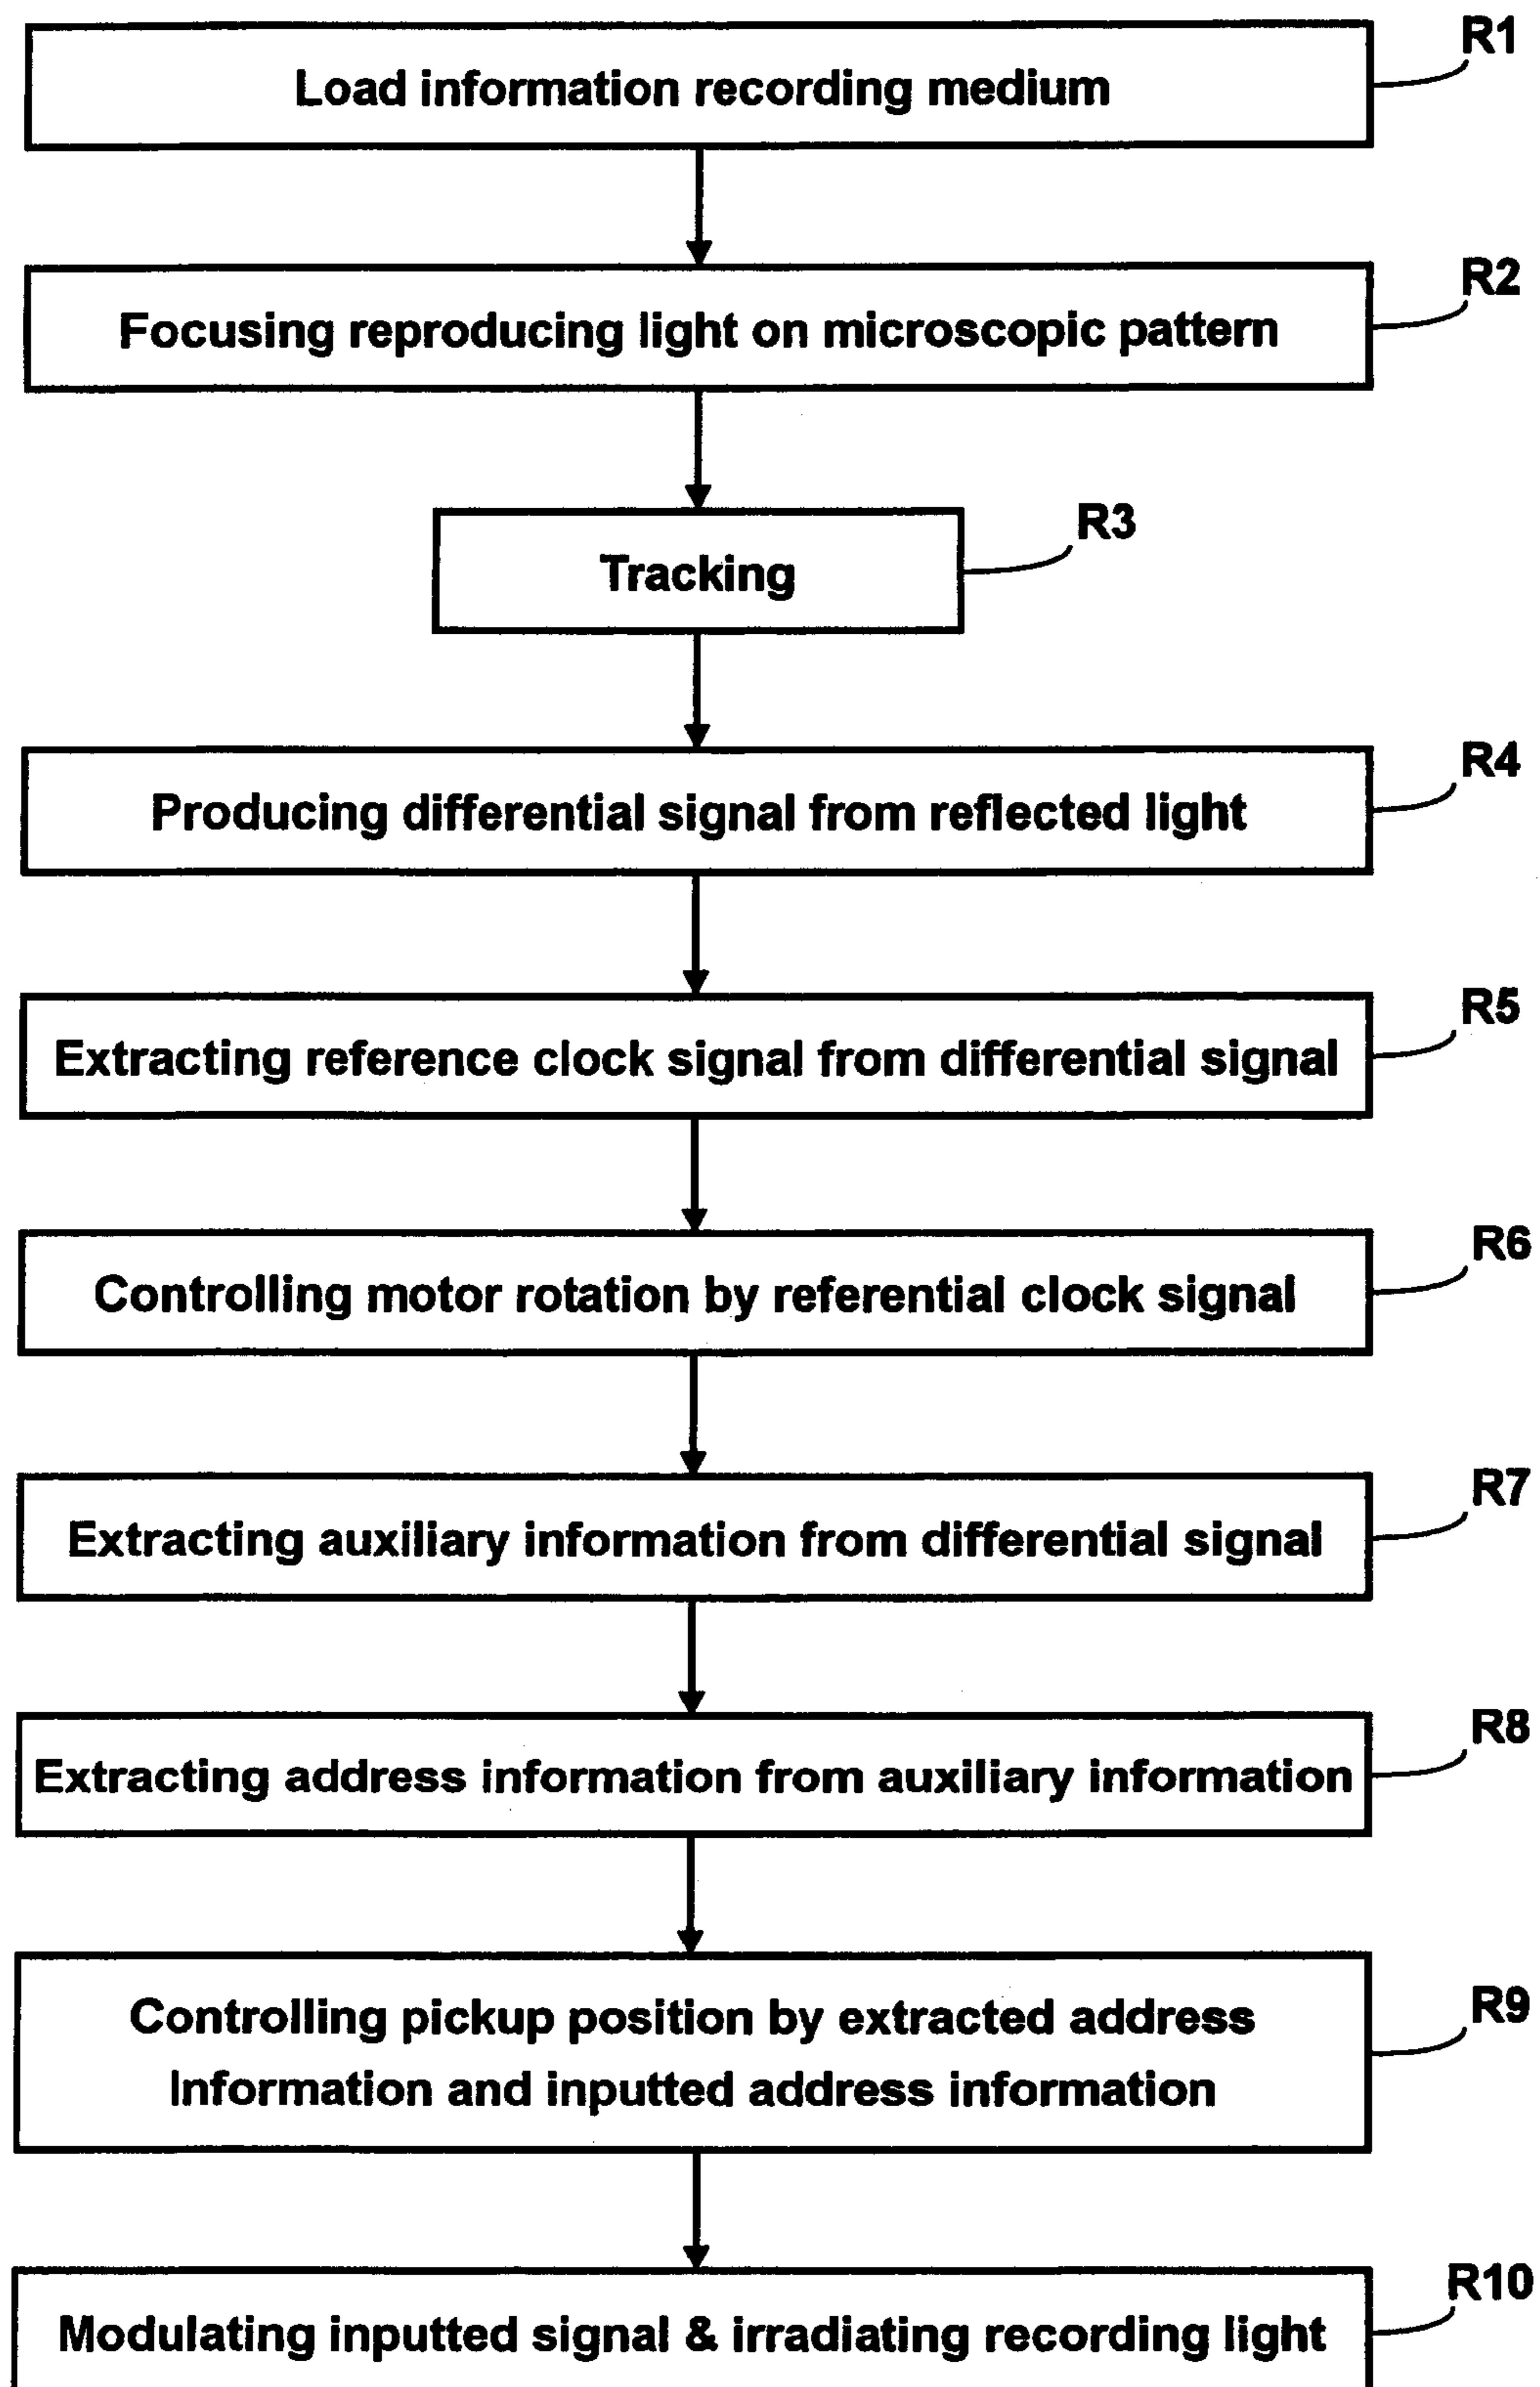 R1
Load information recording medium
R2
Focusing reproducing light on microscopic pattern
R3
Tracking
R4
Producing differential signal from reflected light
R5
Extracting reference clock signal from differential signal
R6
Controlling motor rotation by referential clock signal
R7
Extracting auxiliary information from differential signal
R8
Extracting address information from auxiliary information
R9
Controlling pickup position by extracted address
Information and inputted address information
R10
Modulating inputted signal & irradiating recording light